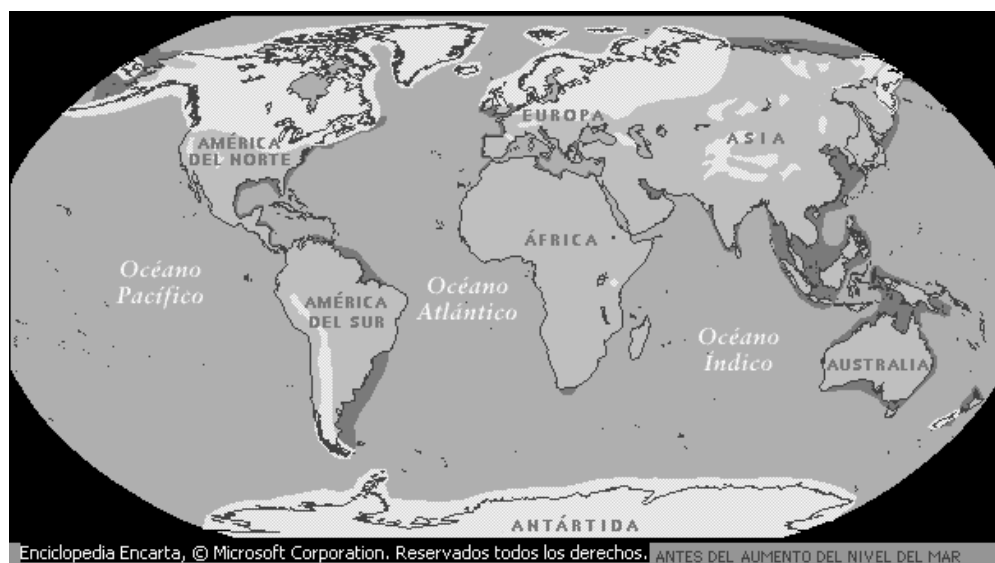 EUROPA
ASIA
AMÉRICA
DEL NORTE
ÁFRICA
Océano
Pacífico
Océano
Atlántico
AMÉRICA
DEL SUR
Océano
Índico
AUSTRALIA
ANTÁRTIDA
Enciclopedia Encarta, © Microsoft Corporation. Reservados todos los derechos.
ANTES DEL AUMENTO DEL NIVEL DEL MAR